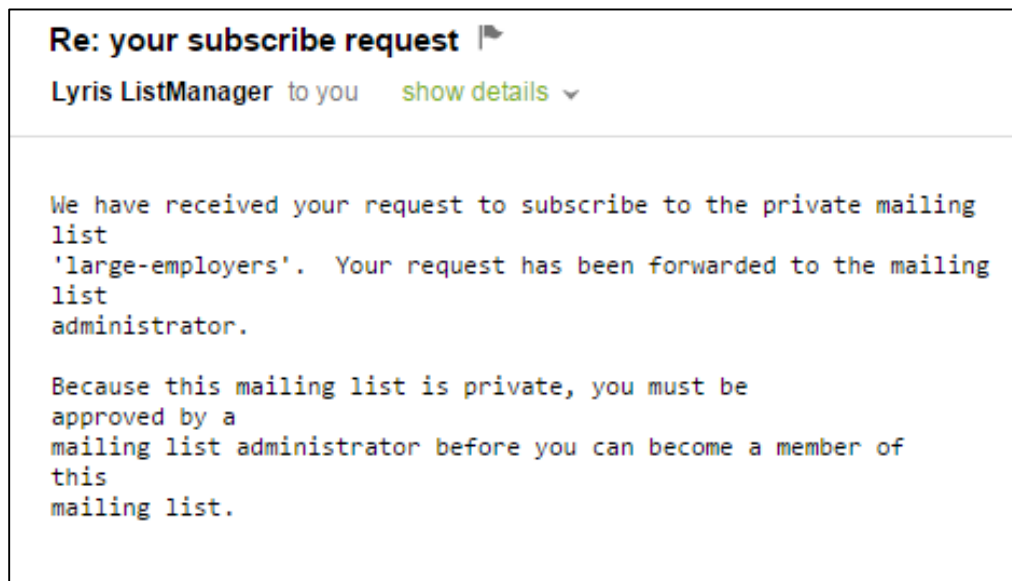 Re: your subscribe request
Lyris ListManager to you show details
We have received your request to subscribe to the private mailing
list
'large-employers'.  Your request has been forwarded to the mailing
list
administrator.
Because this mailing list is private, you must be
approved by a
mailing list administrator before you can become a member of
this
mailing list.